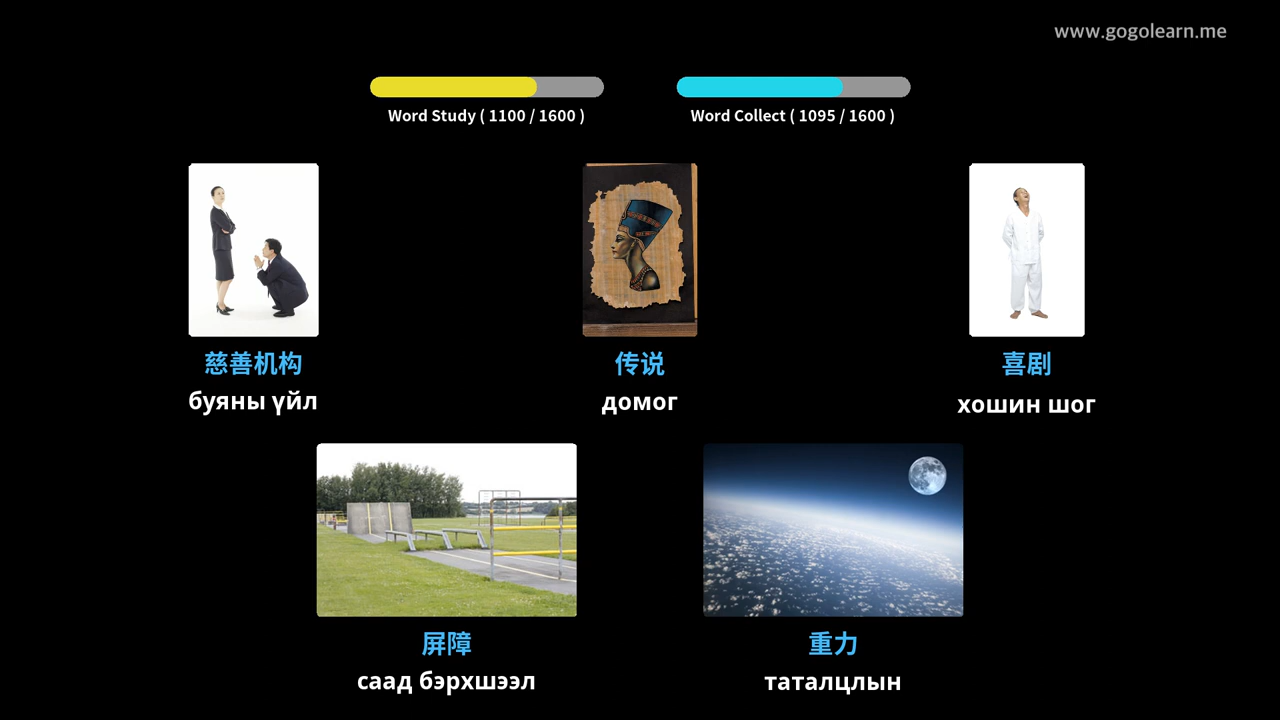 www.gogolearn.me
Word Study ( 1100 / 1600 )
Word Collect ( 1095 / 1600 )
慈善机构
буяны үйл
传说
домог
喜剧
хошин шог
屏障
саад бэрхшээл
重力
таталцлын